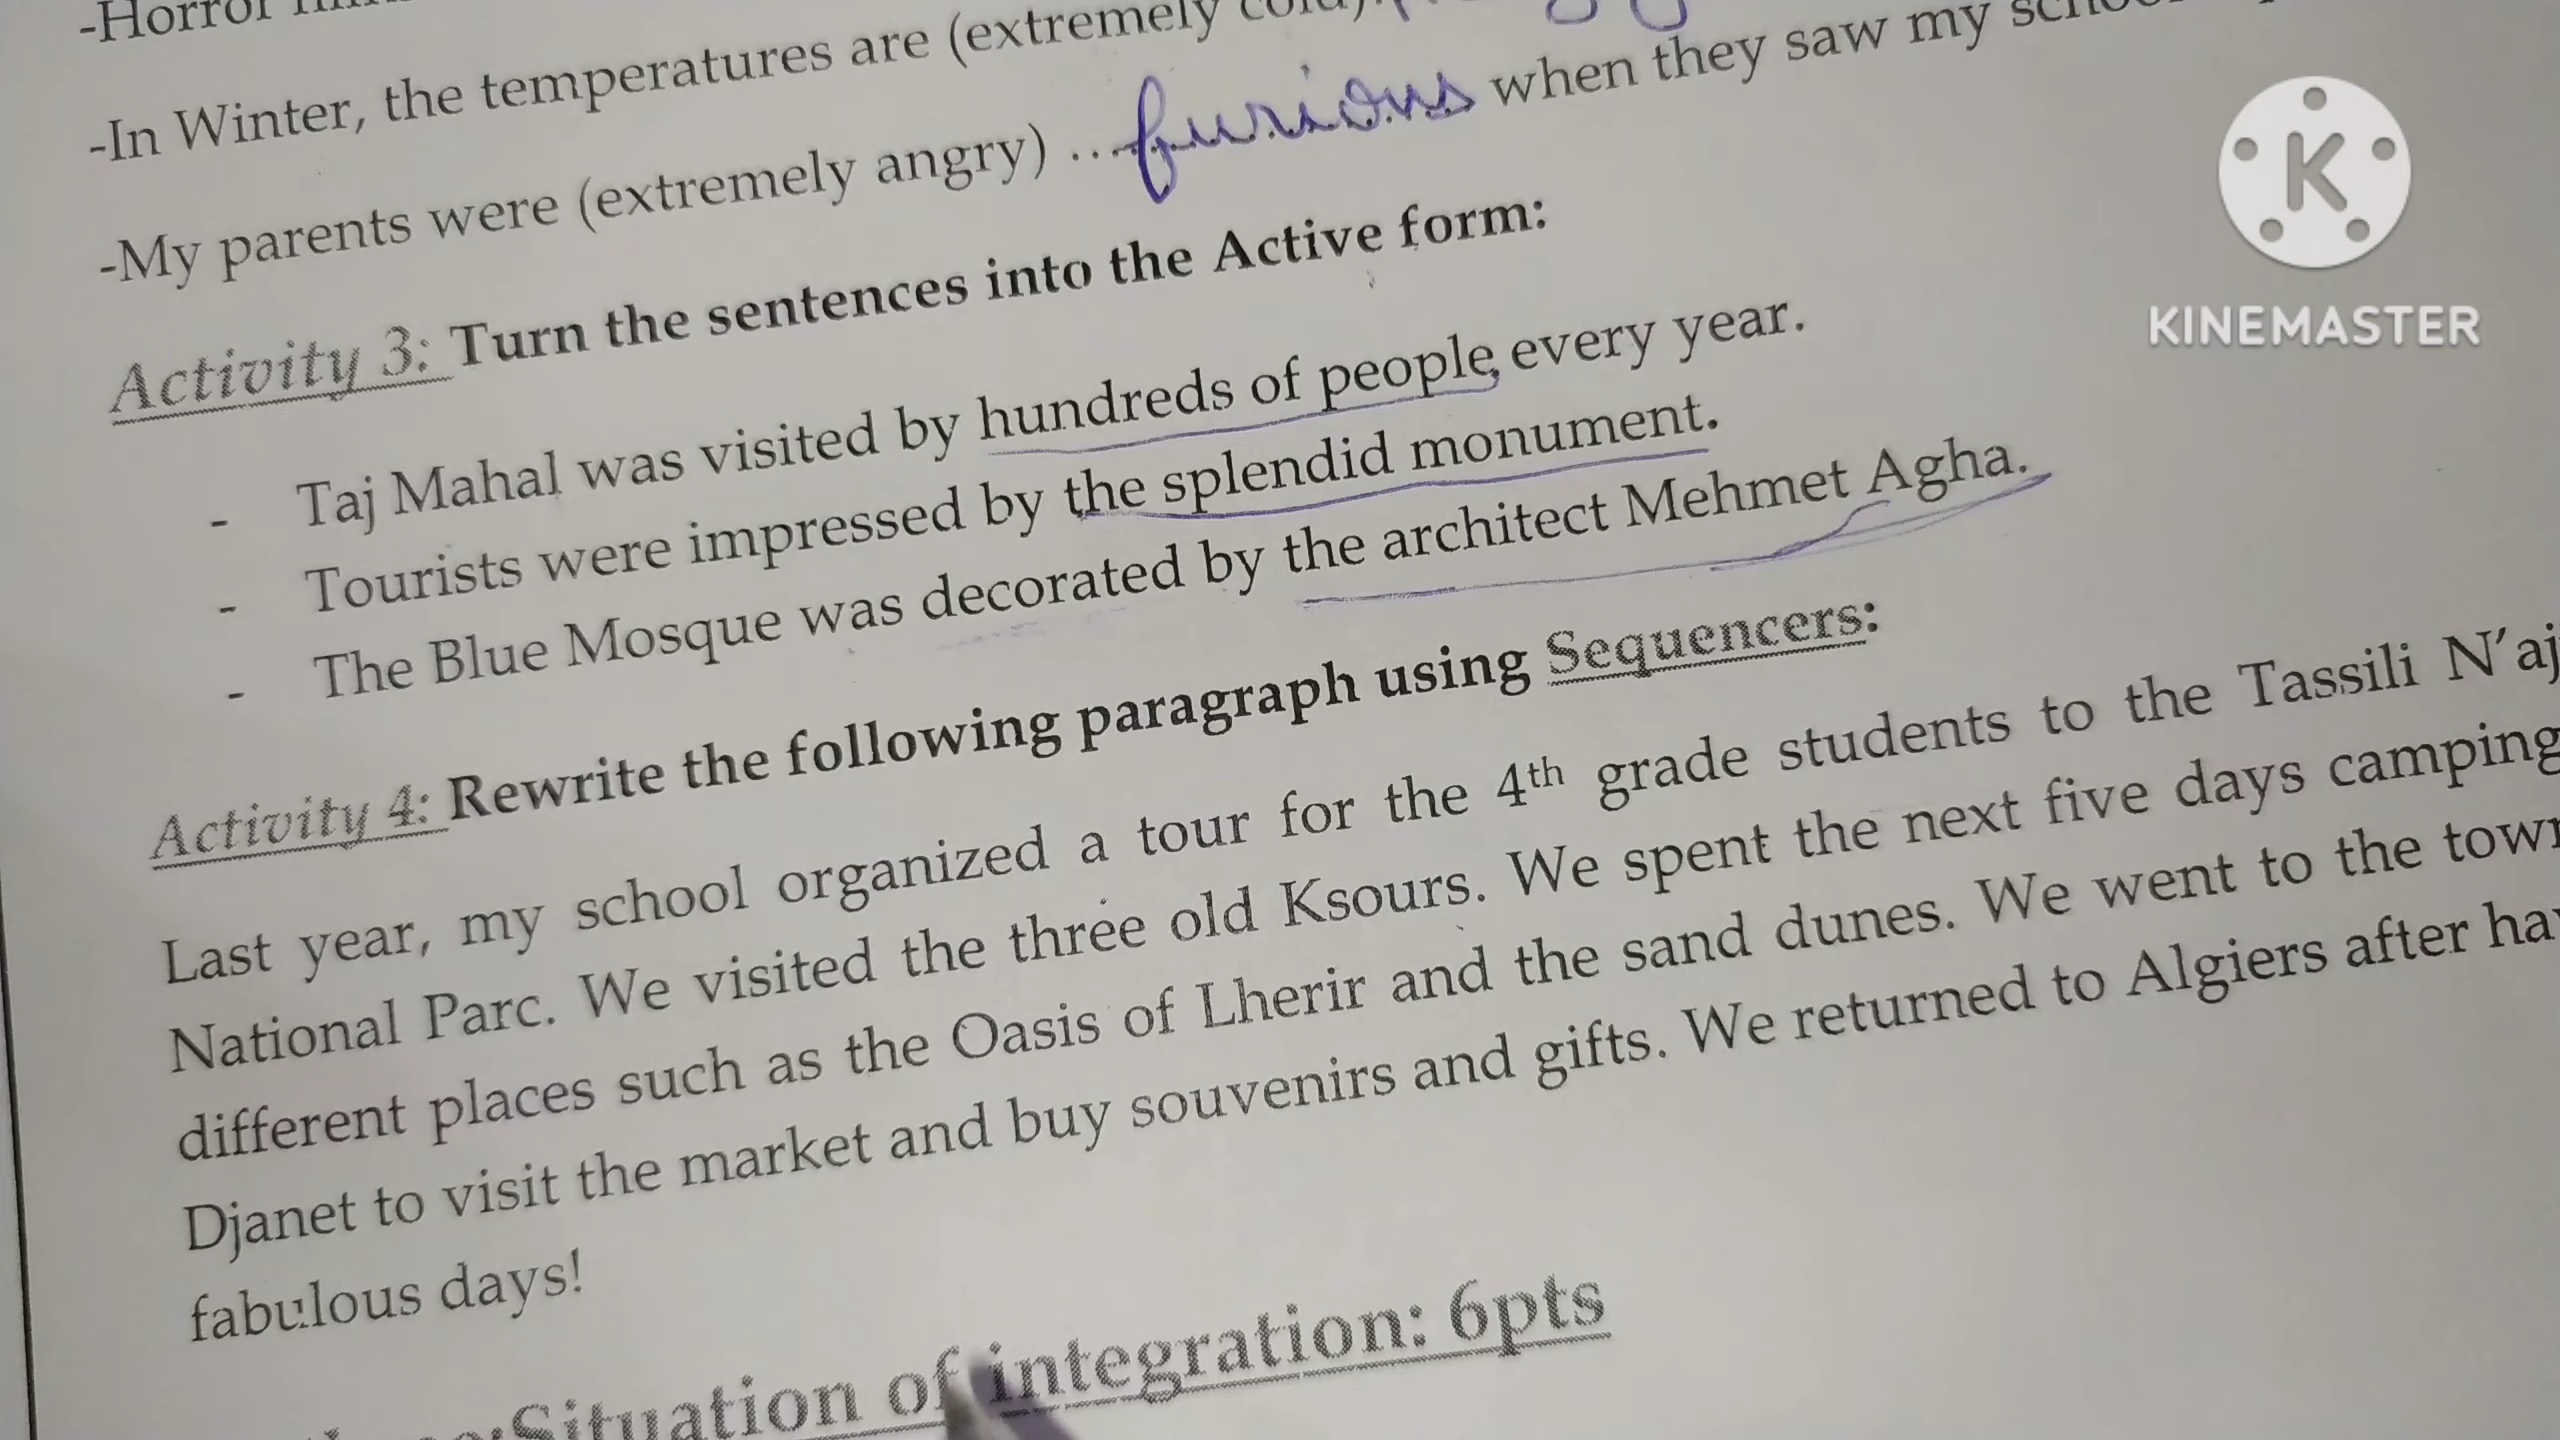 -Horror
-In Winter, the temperatures are (extremely cold).
-My parents were (extremely angry) ....furious when they saw my school
Activity 3: Turn the sentences into the Active form:
- Taj Mahal was visited by hundreds of people every year.
- Tourists were impressed by the splendid monument.
- The Blue Mosque was decorated by the architect Mehmet Agha.
Activity 4: Rewrite the following paragraph using Sequencers:
Last year, my school organized a tour for the 4th grade students to the Tassili N'aj
National Parc. We visited the three old Ksours. We spent the next five days camping
different places such as the Oasis of Lherir and the sand dunes. We went to the town
Djanet to visit the market and buy souvenirs and gifts. We returned to Algiers after
fabulous days!
Situation of integration: 6pts
K
KINEMASTER